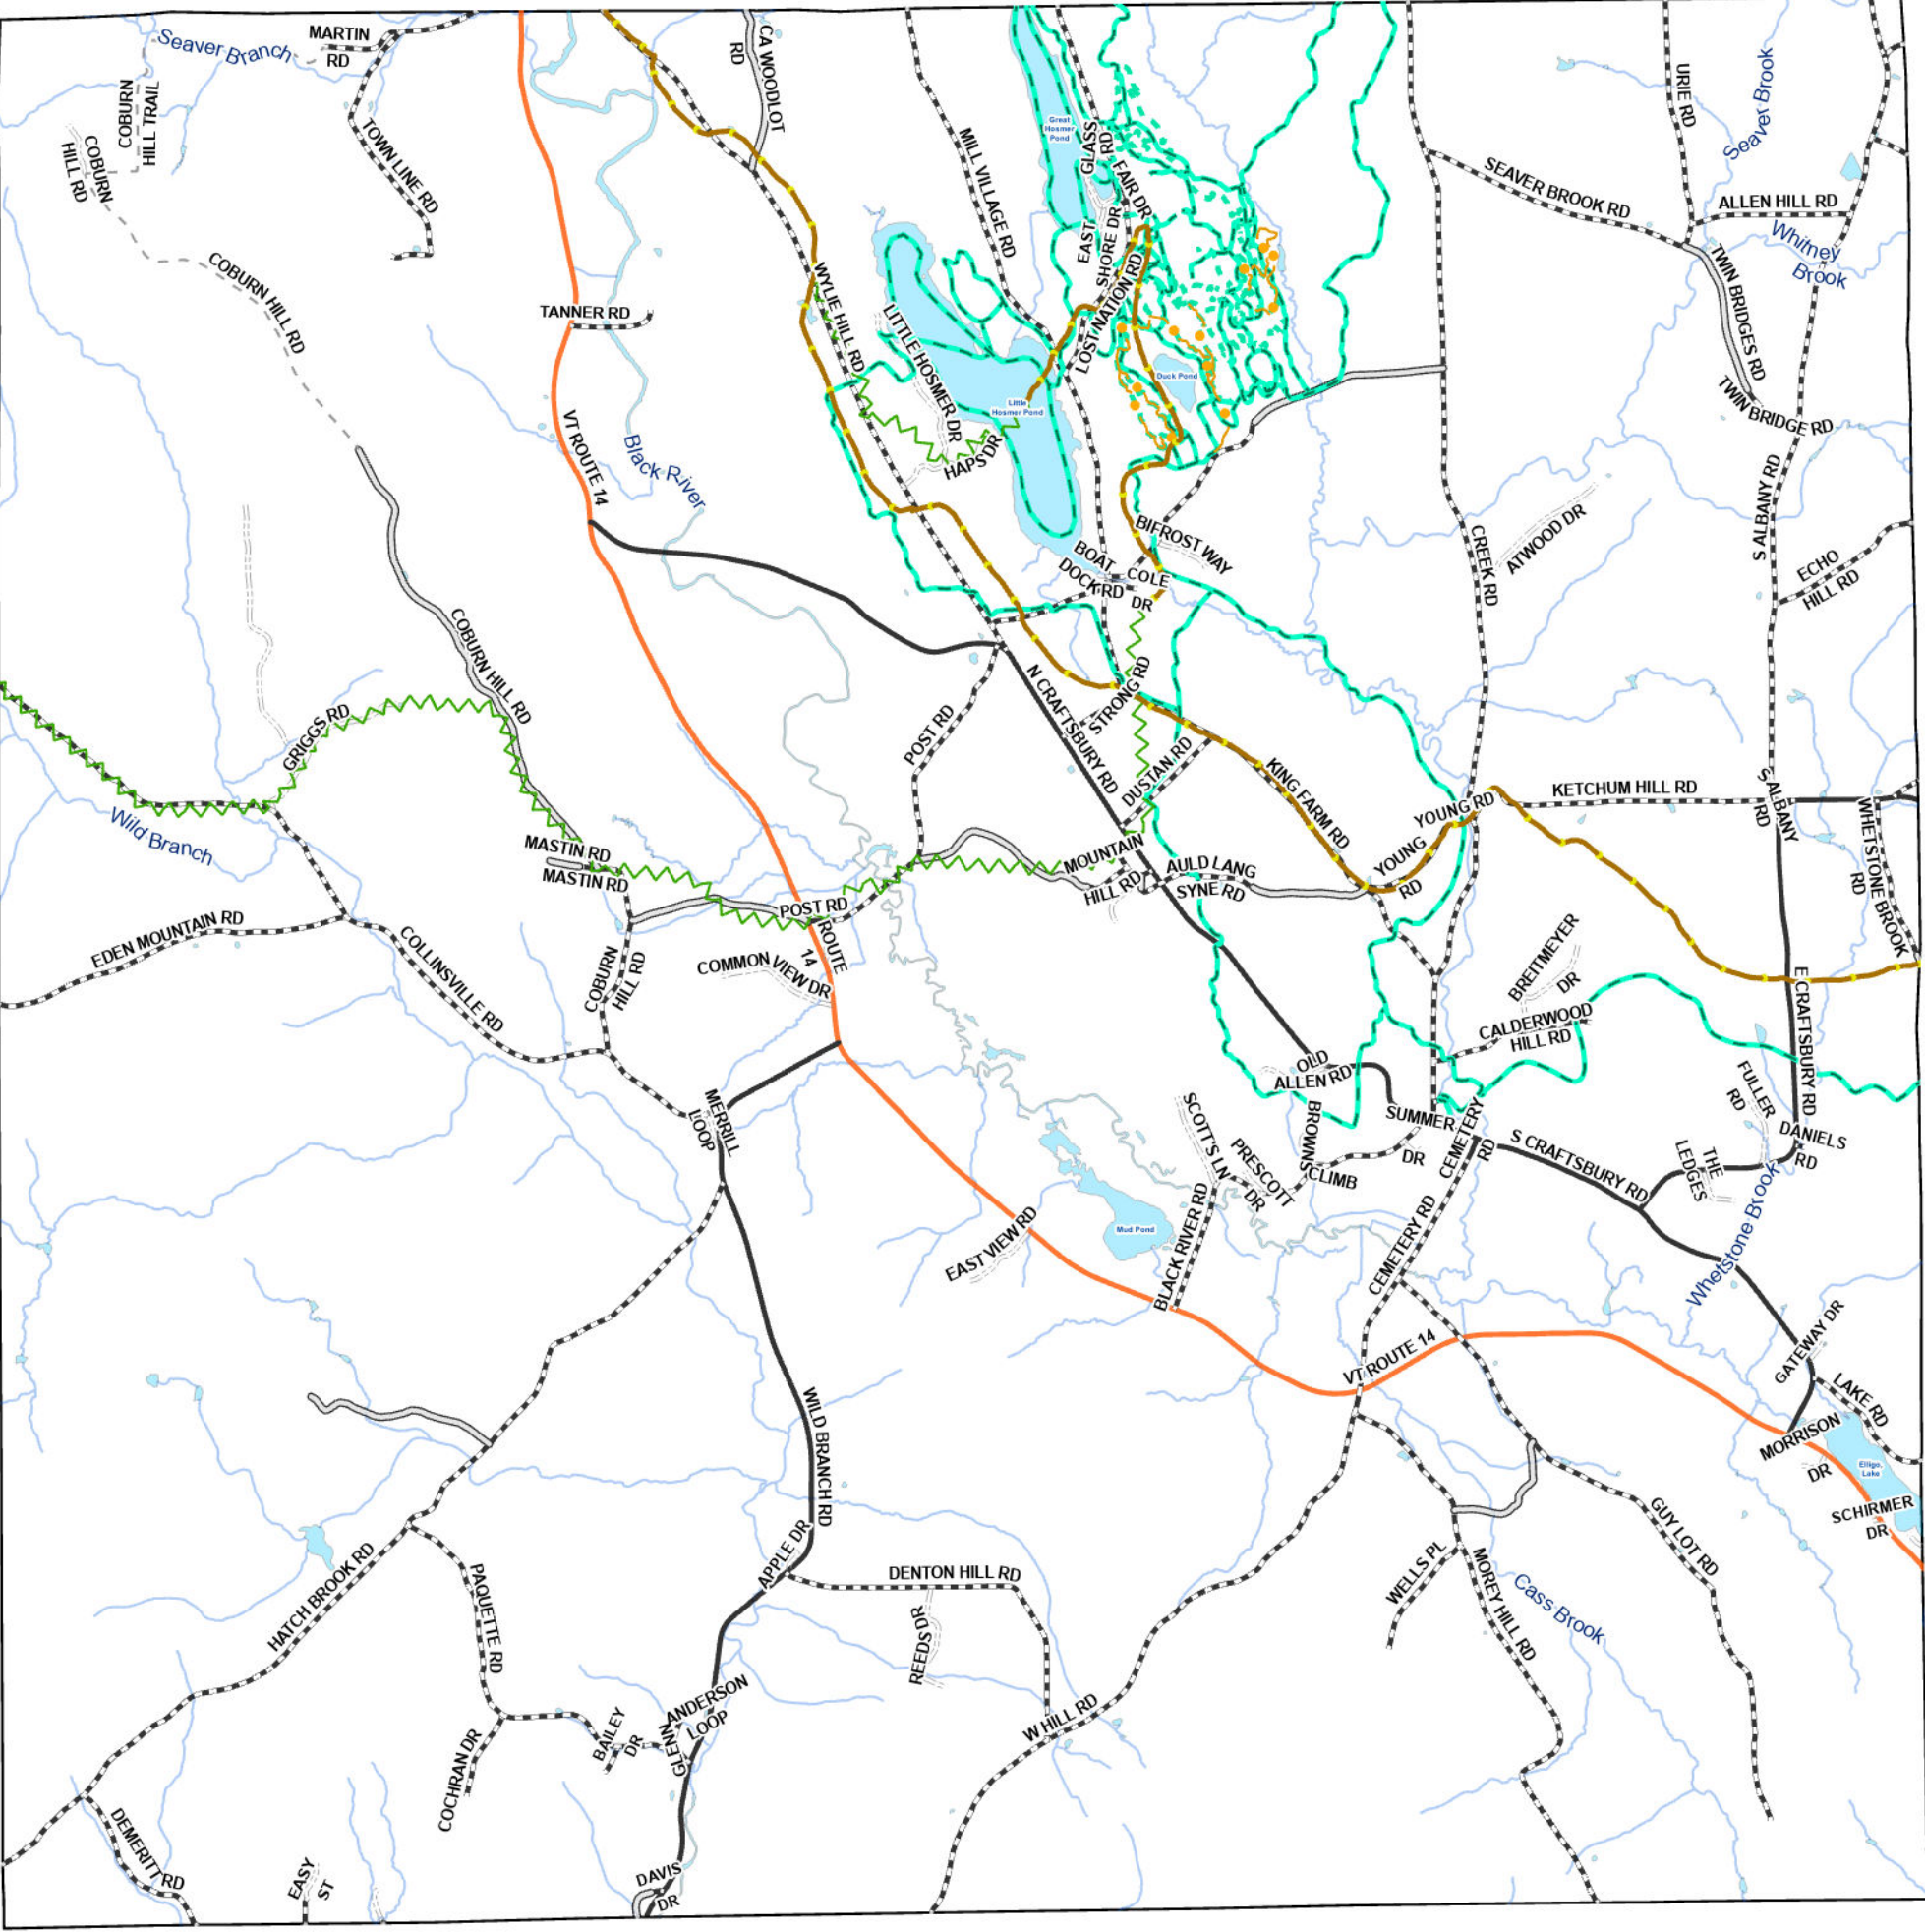 MARTIN
RD
Seaver Branch
COBURN
HILL TRAIL
COBURN
HILL RD
TOWN LINE RD
COBURN HILL RD
CA WOODLOT
RD
MILL VILLAGE RD
Great
Hosmer
Pond
GLASS
RD
FAIR DR
EAST
SHORE DR
LOST NATION RD
URIE RD
Seaver Brook
SEAVER BROOK RD
ALLEN HILL RD
Whitney
Brook
TWIN BRIDGES RD
TWIN BRIDGE RD
TANNER RD
WYLIE HILL RD
LITTLE HOSMER DR
HAPS DR
Little
Hosmer Pond
Duck Pond
VT ROUTE 14
Black River
S ALBANY RD
ECHO
HILL RD
ATWOOD DR
CREEK RD
BIFROST WAY
BOAT
DOCK RD
COLE
DR
COBURN HILL RD
N CRAFTSBURY RD
STRONG RD
POST RD
DUSTAN RD
GRIGGS RD
Wild Branch
KING FARM RD
YOUNG RD
YOUNG
RD
KETCHUM HILL RD
S ALBANY
RD
WHETSTONE BROOK
RD
MASTIN RD
MASTIN RD
MOUNTAIN
HILL RD
AULD LANG
SYNE RD
POST RD
ROUTE
14
EDEN MOUNTAIN RD
COLLINSVILLE RD
COBURN
HILL RD
COMMON VIEW DR
BREITMEYER
DR
CALDERWOOD
HILL RD
E CRAFTSBURY RD
OLD
ALLEN RD
MERRILL
LOOP
SCOTT'S LN
PRESCOTT
DR
BROWNS
CLIMB
SUMMER
DR
CEMETERY
RD
S CRAFTSBURY RD
FULLER
RD
DANIELS
RD
THE
LEDGES
Whetstone Brook
Mud Pond
EAST VIEW RD
BLACK RIVER RD
CEMETERY RD
VT ROUTE 14
GATEWAY DR
LAKE RD
MORRISON
DR
Elligo,
Lake
SCHIRMER
DR
WILD BRANCH RD
APPLE DR
DENTON HILL RD
REEDS DR
HATCH BROOK RD
PAQUETTE RD
WELLS PL
MOREY HILL RD
GUY LOT RD
Cass Brook
W HILL RD
ANDERSON
LOOP
GLENN
BAILEY
DR
COCHRAN DR
DEMERITT RD
EASY
ST
DAVIS
DR